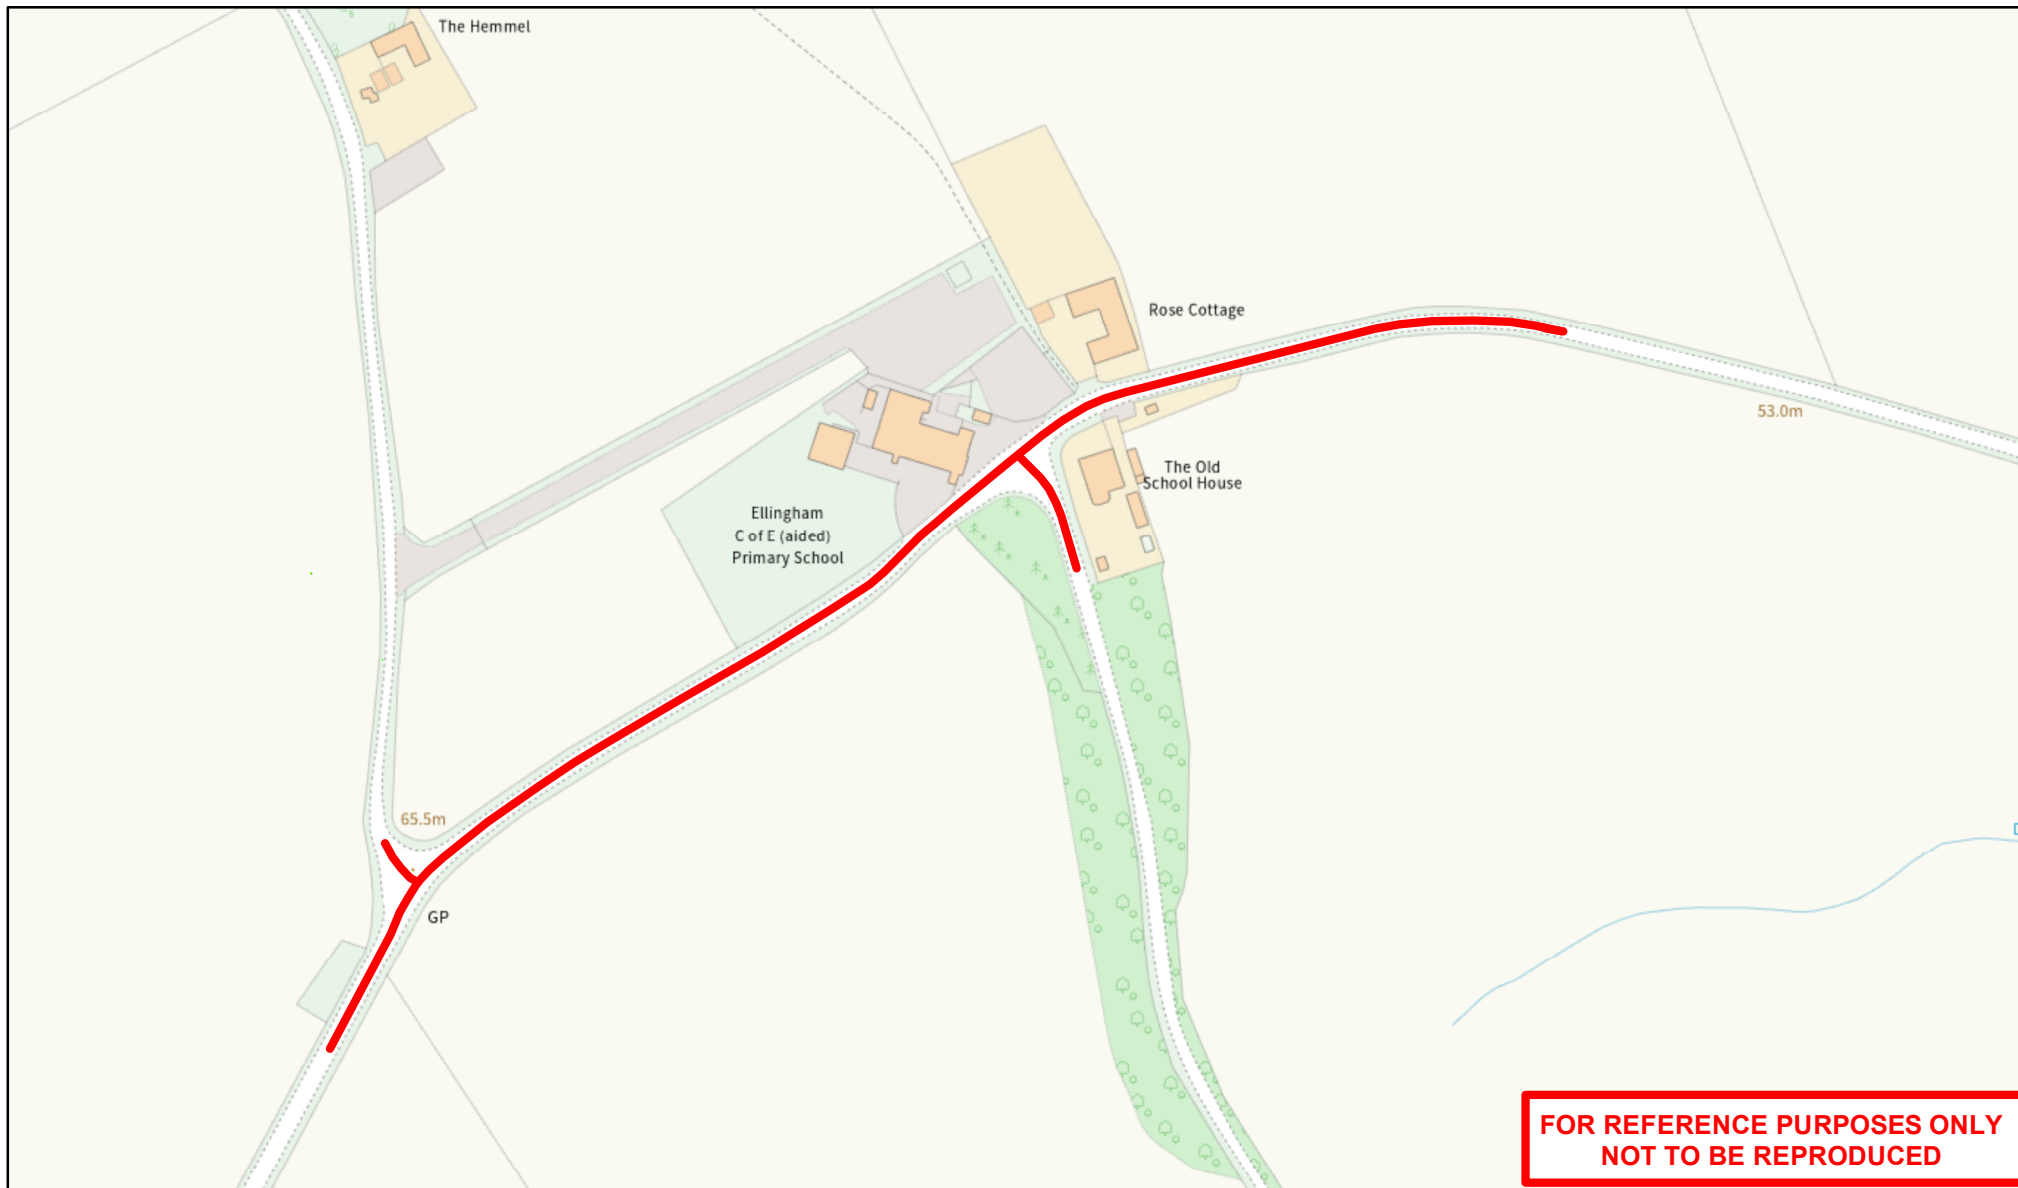 The Hemmel
Rose Cottage
53.0m
The Old
School House
Ellingham
C of E (aided)
Primary School
65.5m
GP
FOR REFERENCE PURPOSES ONLY
NOT TO BE REPRODUCED